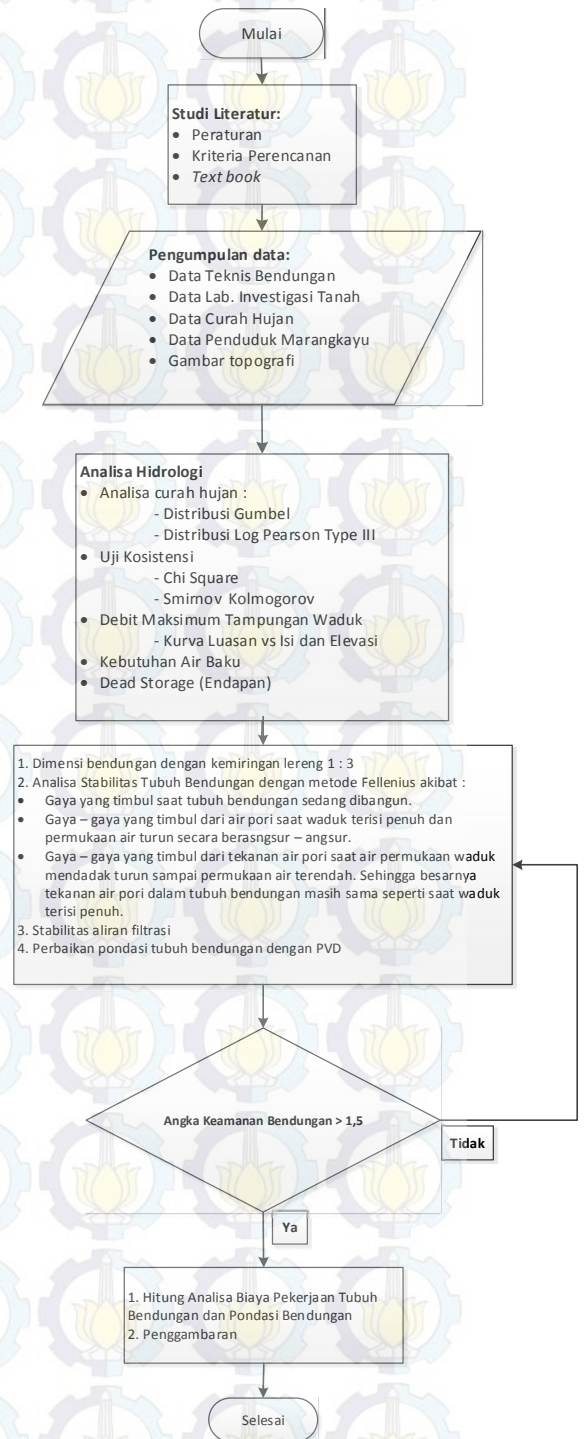 Mulai
Studi Literatur:
• Peraturan
• Kriteria Perencanan
• Text book
Pengumpulan data:
• Data Teknis Bendungan
• Data Lab. Investigasi Tanah
• Data Curah Hujan
• Data Penduduk Marangkayu
• Gambar topografi
Analisa Hidrologi
• Analisa curah hujan :
- Distribusi Gumbel
- Distribusi Log Pearson Type III
• Uji Kosistensi
- Chi Square
- Smirnov Kolmogorov
• Debit Maksimum Tampungan Waduk
- Kurva Luasan vs Isi dan Elevasi
• Kebutuhan Air Baku
• Dead Storage (Endapan)
1. Dimensi bendungan dengan kemiringan lereng 1 : 3
2. Analisa Stabilitas Tubuh Bendungan dengan metode Fellenius akibat :
• Gaya yang timbul saat tubuh bendungan sedang dibangun.
• Gaya – gaya yang timbul dari air pori saat waduk terisi penuh dan
permukaan air turun secara berasngsur – angsur.
• Gaya – gaya yang timbul dari tekanan air pori saat air permukaan waduk
mendadak turun sampai permukaan air terendah. Sehingga besarnya
tekanan air pori dalam tubuh bendungan masih sama seperti saat waduk
terisi penuh.
3. Stabilitas aliran filtrasi
4. Perbaikan pondasi tubuh bendungan dengan PVD
Angka Keamanan Bendungan > 1,5
Tidak
Ya
1. Hitung Analisa Biaya Pekerjaan Tubuh
Bendungan dan Pondasi Bendungan
2. Penggambaran
Selesai